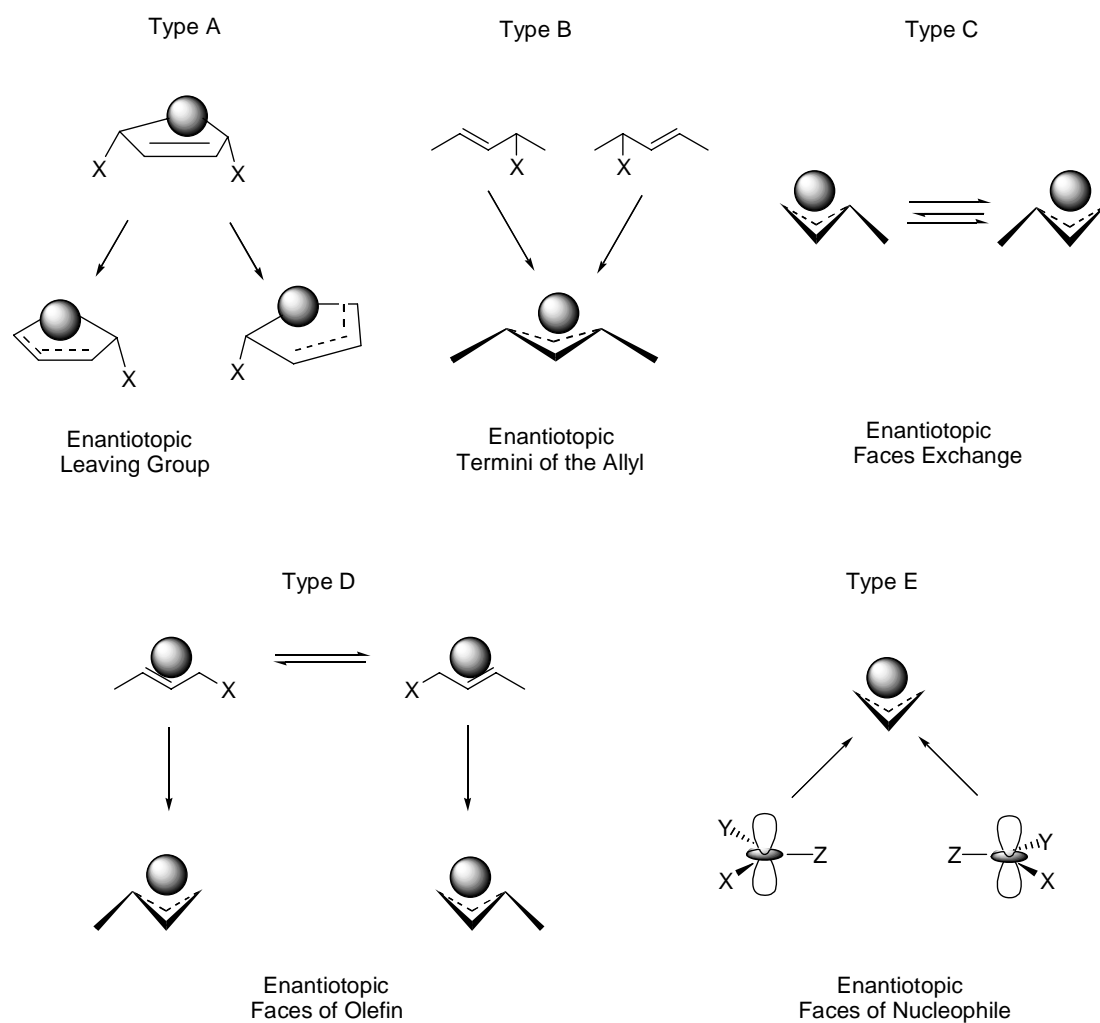 Type A
Type B
Type C
X
X
X
X
X
X
Enantiotopic
Leaving Group
Enantiotopic
Termini of the Allyl
Enantiotopic
Faces Exchange
Type D
Type E
X
X
Y
X
Z
Z
Y
X
Enantiotopic
Faces of Olefin
Enantiotopic
Faces of Nucleophile